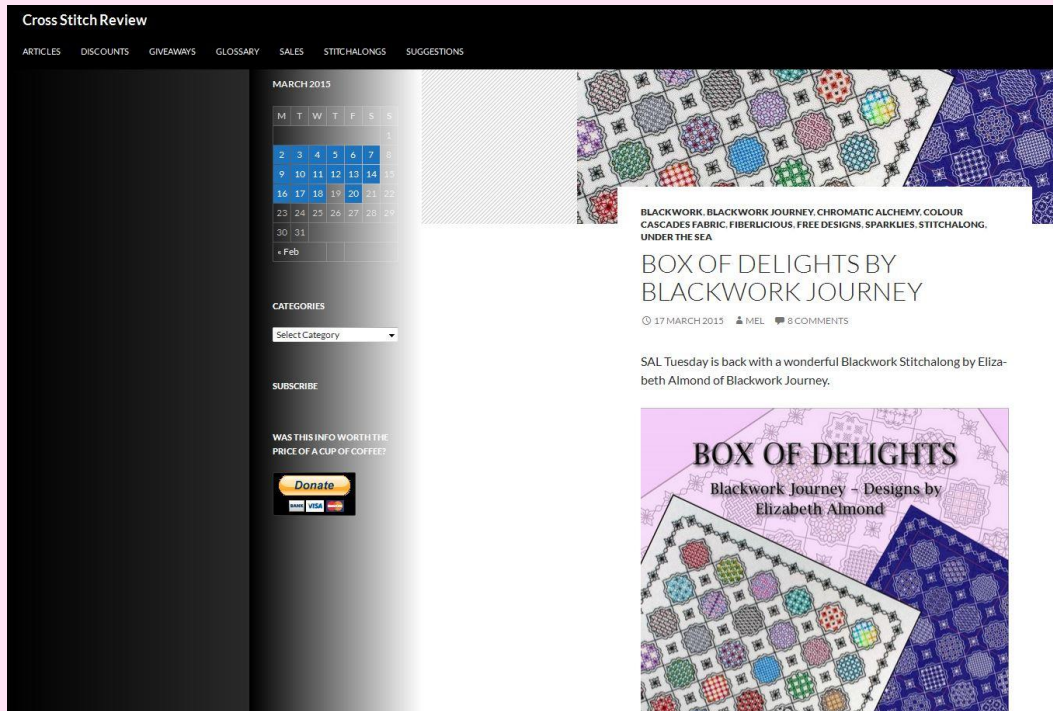 Cross Stitch Review
ARTICLES DISCOUNTS GIVEAWAYS GLOSSARY SALES STITCHALONGS SUGGESTIONS
MARCH 2015
M T W T F S S
1
2 3 4 5 6 7 8
9 10 11 12 13 14 15
16 17 18 19 20 21 22
23 24 25 26 27 28 29
30 31
« Feb
CATEGORIES
Select Category
SUBSCRIBE
WAS THIS INFO WORTH THE
PRICE OF A CUP OF COFFEE?
Donate
BANK VISA
BLACKWORK, BLACKWORK JOURNEY, CHROMATIC ALCHEMY, COLOUR
CASCADES FABRIC, FIBERLICIOUS, FREE DESIGNS, SPARKLIES, STITCHALONG,
UNDER THE SEA
BOX OF DELIGHTS BY
BLACKWORK JOURNEY
17 MARCH 2015 MEL 8 COMMENTS
SAL Tuesday is back with a wonderful Blackwork Stitchalong by Eliza-
beth Almond of Blackwork Journey.
BOX OF DELIGHTS
Blackwork Journey – Designs by
Elizabeth Almond